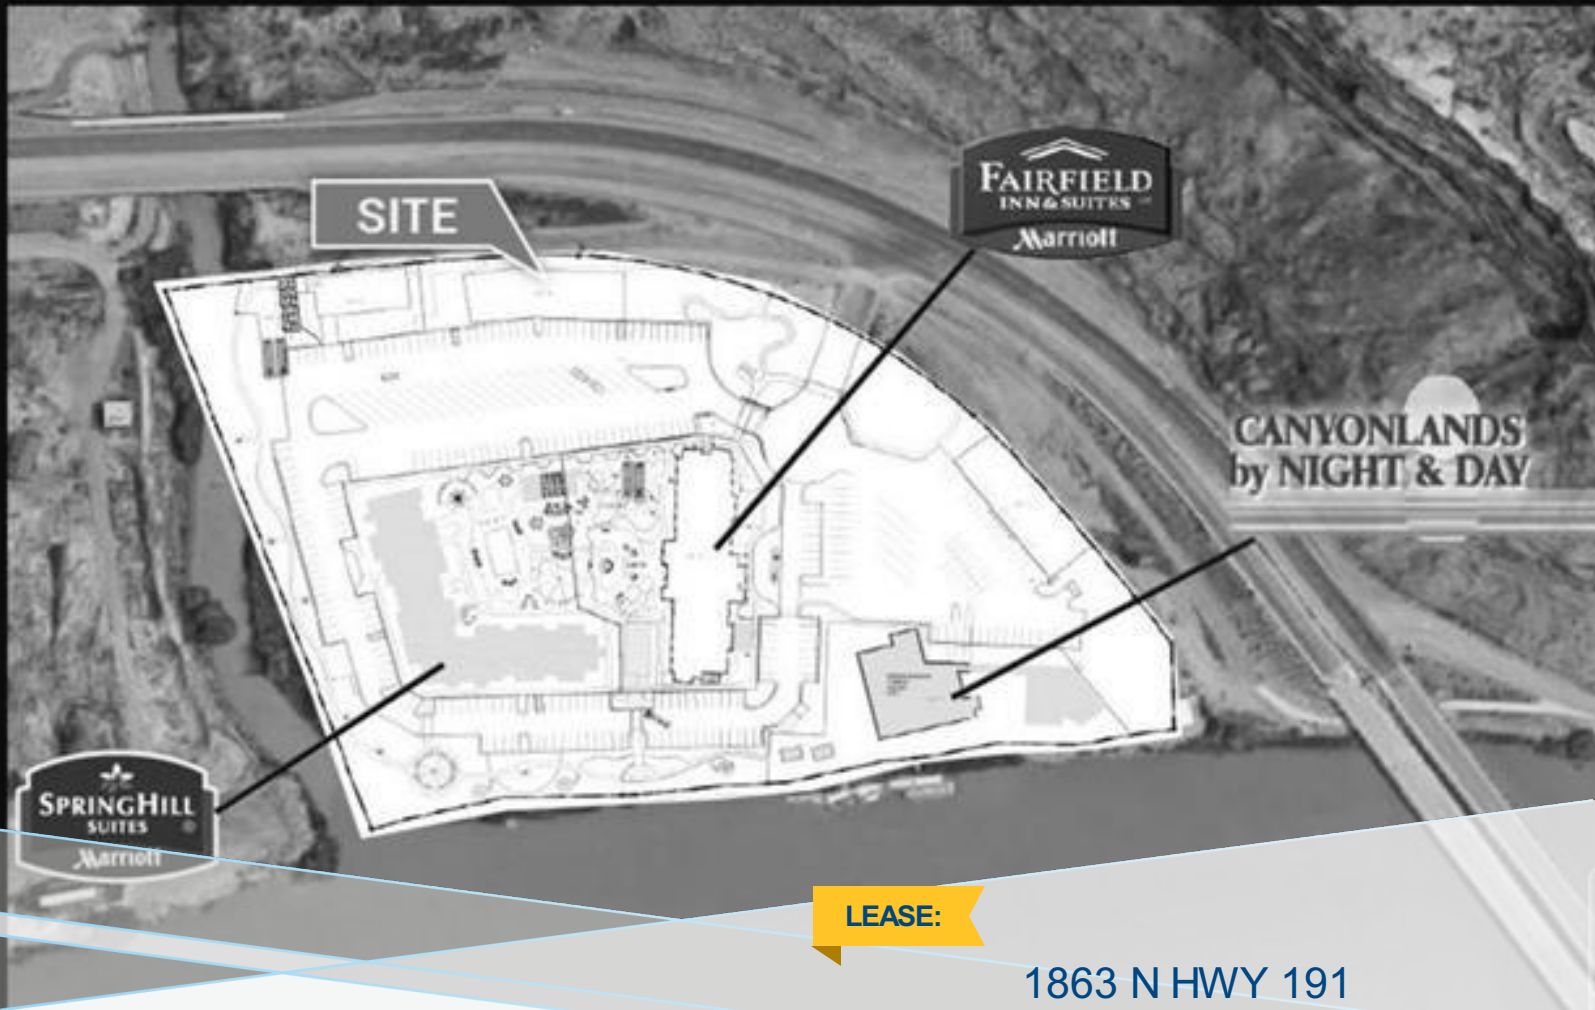 SITE
FAIRFIELD
INN & SUITES
Marriott
CANYONLANDS
by NIGHT & DAY
SPRINGHILL
SUITES
Marriott
LEASE:
1863 N HWY 191